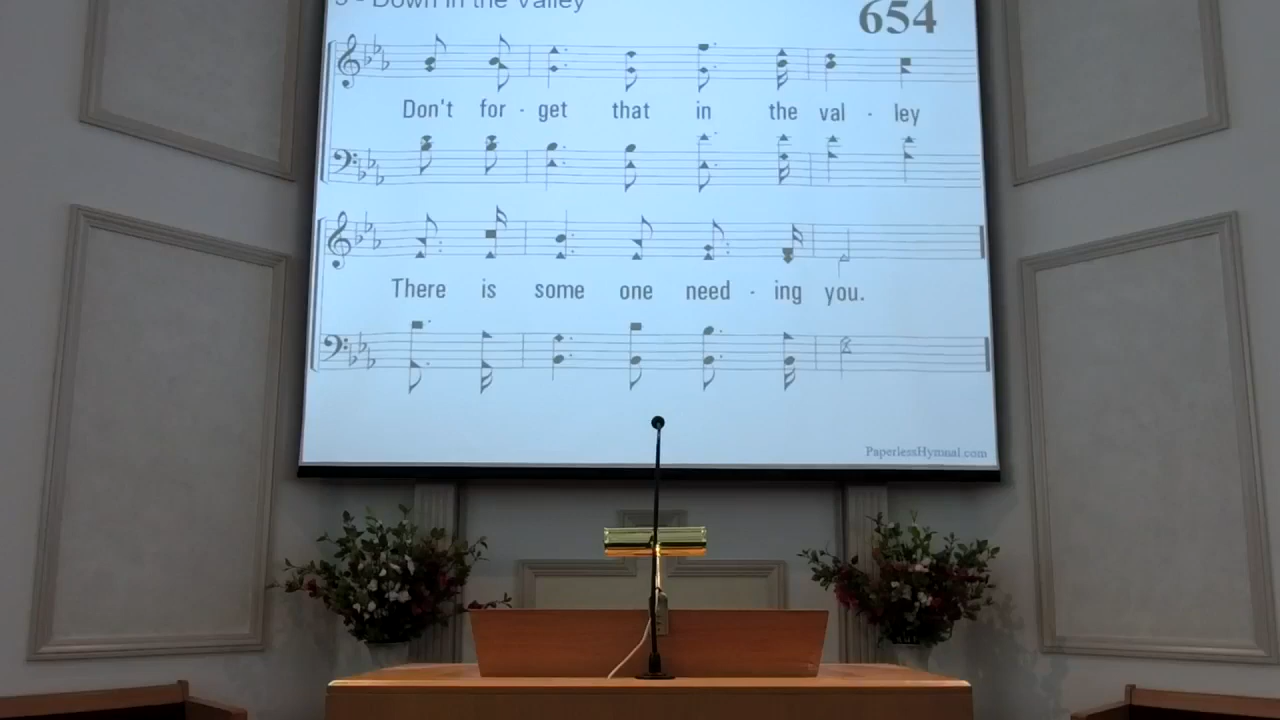 3 - Down in the Valley
654
Don't for - get that in the val - ley
There is some one need - ing you.
PaperlessHymnal.com